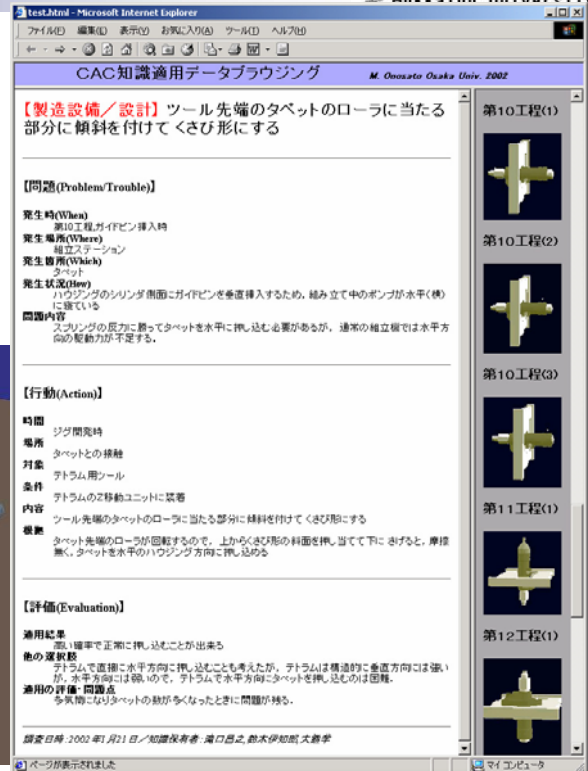 test.html - Microsoft Internet Explorer
ファイル(F) 編集(E) 表示(V) お気に入り(A) ツール(T) ヘルプ(H)
CAC知識適用データブラウジング M. Onosato Osaka Univ. 2002
【製造設備／設計】ツール先端のタペットのローラに当たる
部分に傾斜を付けてくさび形にする
【問題(Problem/Trouble)】
発生時(When)
第10工程,ガイドピン挿入時
発生場所(Where)
組立ステーション
発生箇所(Which)
タペット
発生状況(How)
ハウジングのシリンダ側面にガイドピンを垂直挿入するため，組み立て中のポンプが水平(横)
に寝ている
問題内容
スプリングの反力に勝ってタペットを水平に押し込む必要があるが，通常の組立機では水平方
向の駆動力が不足する．
【行動(Action)】
時間
ジグ開発時
場所
タペットとの接触
対象
テトラム用ツール
条件
テトラムのZ移動ユニットに装着
内容
ツール先端のタペットのローラに当たる部分に傾斜を付けてくさび形にする
根拠
タペット先端のローラが回転するので，上からくさび形の斜面を押し当てて下にさげると，摩擦
無く，タペットを水平のハウジング方向に押し込める
【評価(Evaluation)】
適用結果
高い確率で正常に押し込むことが出来る
他の選択肢
テトラムで直接に水平方向に押し込むことも考えたが，テトラムは構造的に垂直方向には強い
が，水平方向には弱いので，テトラムで水平方向にタペットを押し込むのは困難．
適用の評価・問題点
多気筒になりタペットの数が多くなったときに問題が残る．
調査日時:2002年1月21日／知識保有者:滝口昌之,鈴木伊知郎,大島孝
第10工程(1)
第10工程(2)
第10工程(3)
第11工程(1)
第12工程(1)
ページが表示されました
マイ コンピュータ